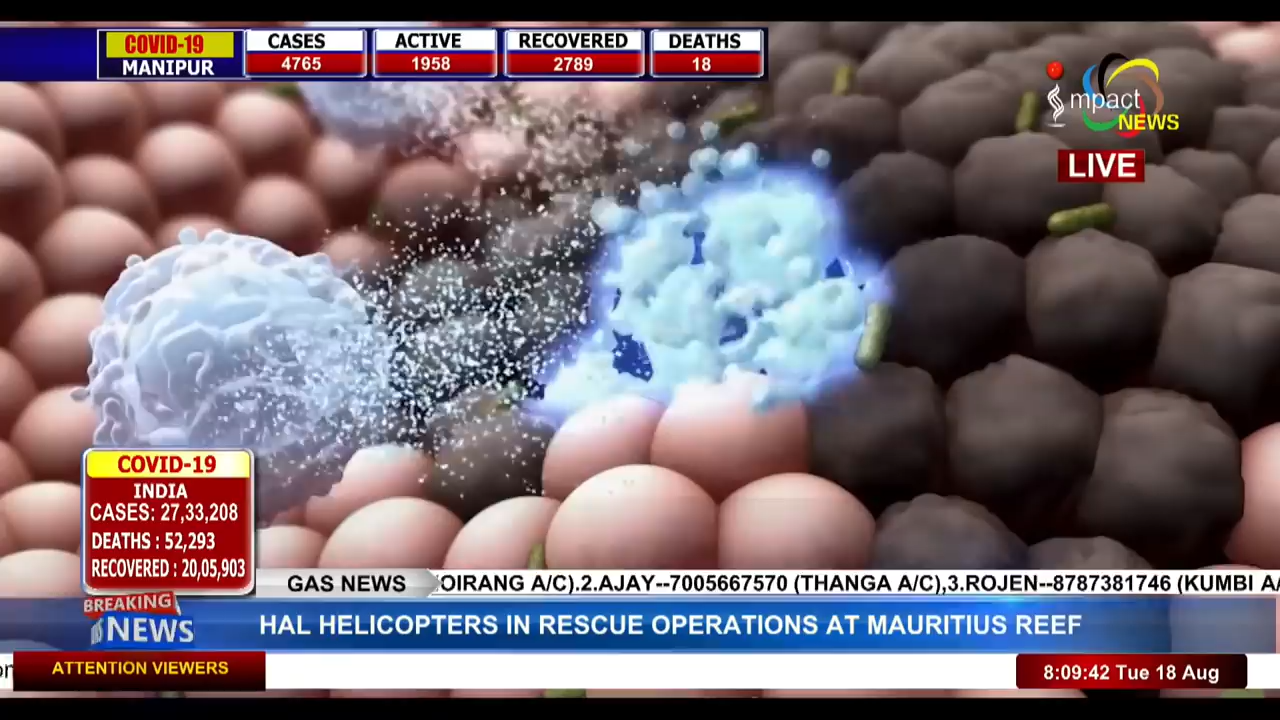 COVID-19
MANIPUR
CASES
4765
ACTIVE
1958
RECOVERED
2789
DEATHS
18
impact
NEWS
LIVE
COVID-19
INDIA
CASES: 27,33,208
DEATHS : 52,293
RECOVERED : 20,05,903
GAS NEWS
OIRANG A/C).2.AJAY--7005667570 (THANGA A/C),3.ROJEN--8787381746 (KUMBI A/
BREAKING
NEWS
HAL HELICOPTERS IN RESCUE OPERATIONS AT MAURITIUS REEF
ATTENTION VIEWERS
8:09:42 Tue 18 Aug